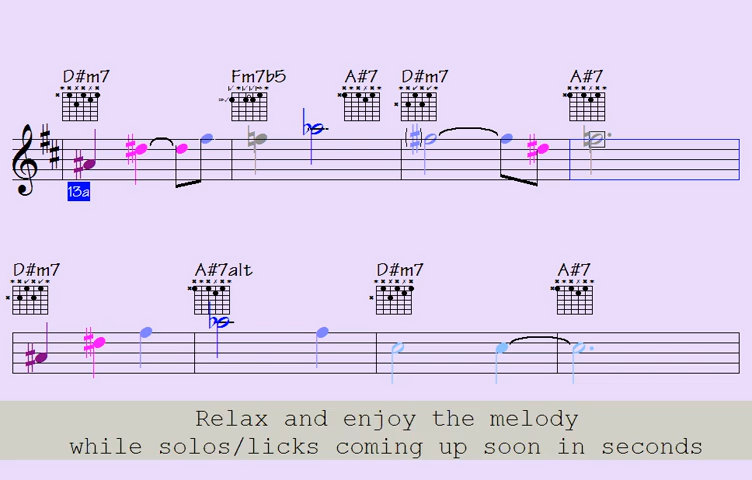 D#m7 Fm7b5 A#7 D#m7 A#7
13a
D#m7 A#7alt D#m7 A#7
Relax and enjoy the melody
while solos/licks coming up soon in seconds